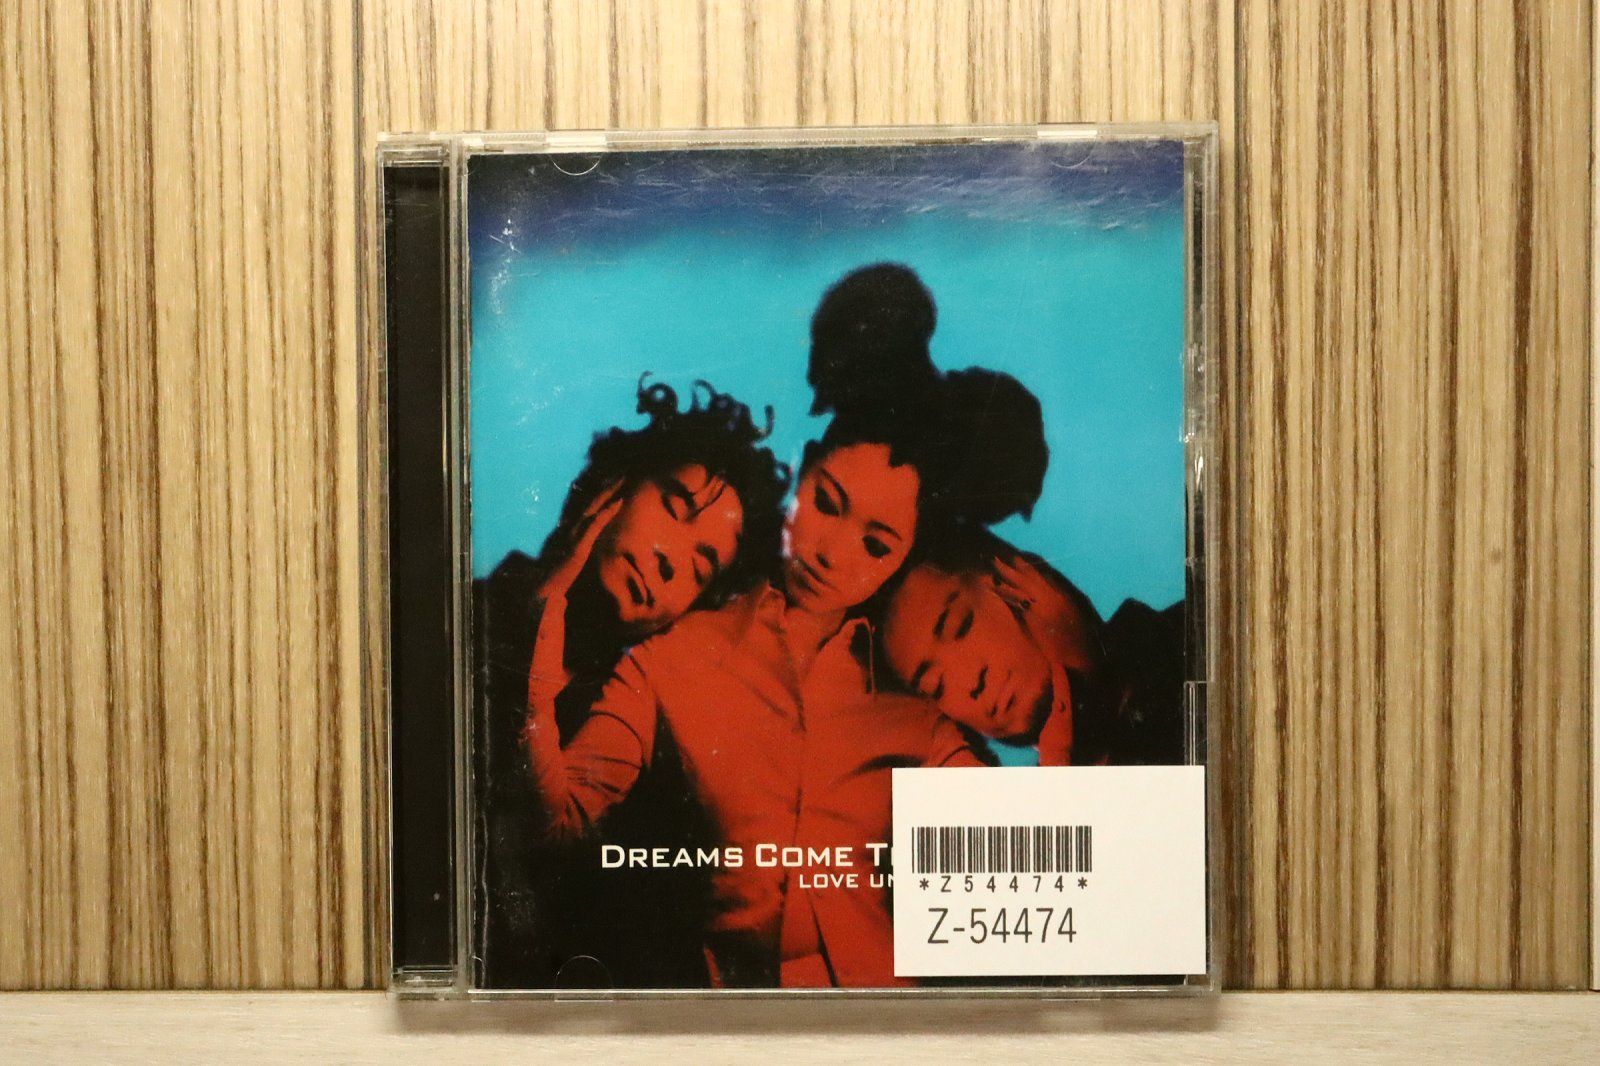 DREAMS COME T
LOVE UN
*Z54474*
Z-54474